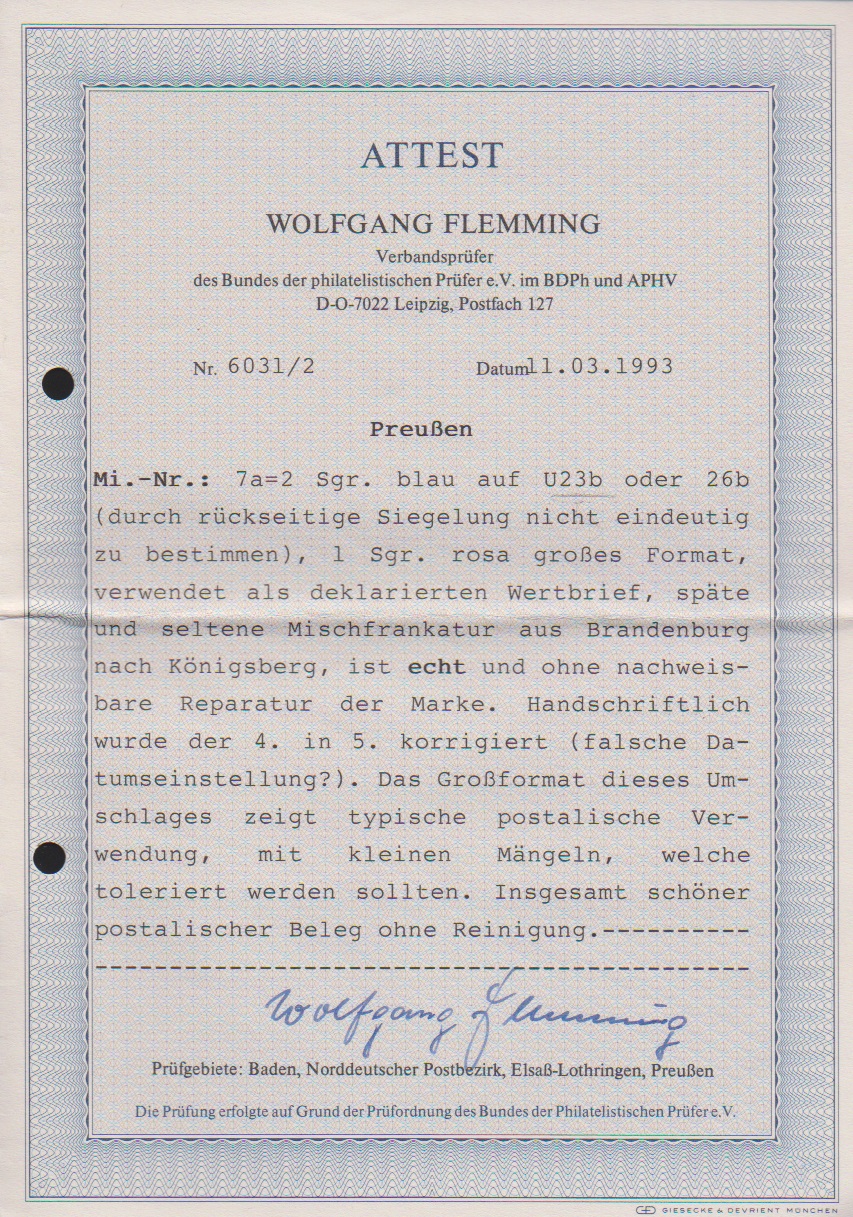 ATTEST
WOLFGANG FLEMMING
Verbandsprüfer
des Bundes der philatelistischen Prüfer e.V. im BDPh und APHV
D-O-7022 Leipzig, Postfach 127
Nr. 6031/2 Datum 11.03.1993
Preußen
Mi.-Nr.: 7a=2 Sgr. blau auf U23b oder 26b
(durch rückseitige Siegelung nicht eindeutig
zu bestimmen), 1 Sgr. rosa großes Format,
verwendet als deklarierten Wertbrief, späte
und seltene Mischfrankatur aus Brandenburg
nach Königsberg, ist echt und ohne nachweis-
bare Reparatur der Marke. Handschriftlich
wurde der 4. in 5. korrigiert (falsche Da-
tumseinstellung?). Das Großformat dieses Um-
schlages zeigt typische postalische Ver-
wendung, mit kleinen Mängeln, welche
toleriert werden sollten. Insgesamt schöner
postalischer Beleg ohne Reinigung.----------
--------------------------------------------
Wolfgang Flemming
Prüfgebiete: Baden, Norddeutscher Postbezirk, Elsaß-Lothringen, Preußen
Die Prüfung erfolgte auf Grund der Prüfordnung des Bundes der Philatelistischen Prüfer e.V.
GIESECKE & DEVRIENT MÜNCHEN